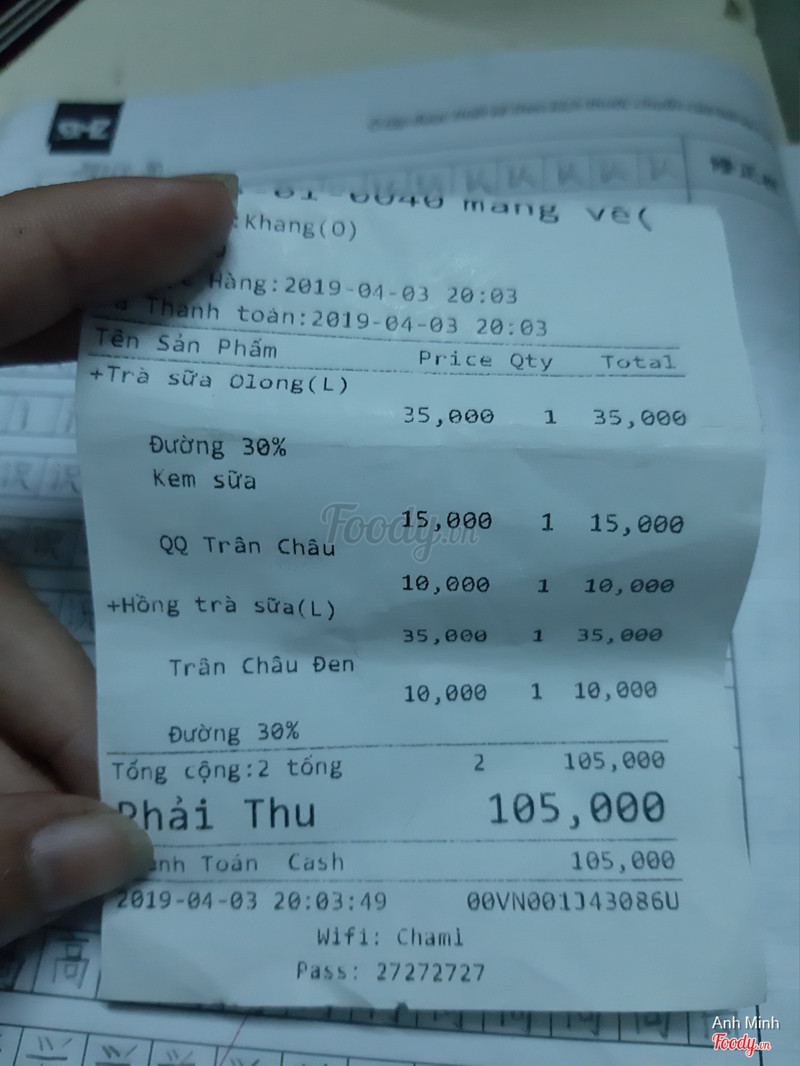 mang về(
:Khang(O)
Hàng:2019-04-03 20:03
Thanh toán:2019-04-03 20:03
Tên Sản Phẩm Price Qty Total
+Trà sữa Olong(L)
35,000 1 35,000
Đường 30%
Kem sữa
15,000 1 15,000
QQ Trân Châu
10,000 1 10,000
+Hồng trà sữa(L)
35,000 1 35,000
Trân Châu Đen
10,000 1 10,000
Đường 30%
Tổng cộng:2 tổng 2 105,000
Phải Thu 105,000
Toán Cash 105,000
2019-04-03 20:03:49 00VN001J43086U
Wifi: Chami
Pass: 27272727
Foody.vn
Anh Minh
Foody.vn